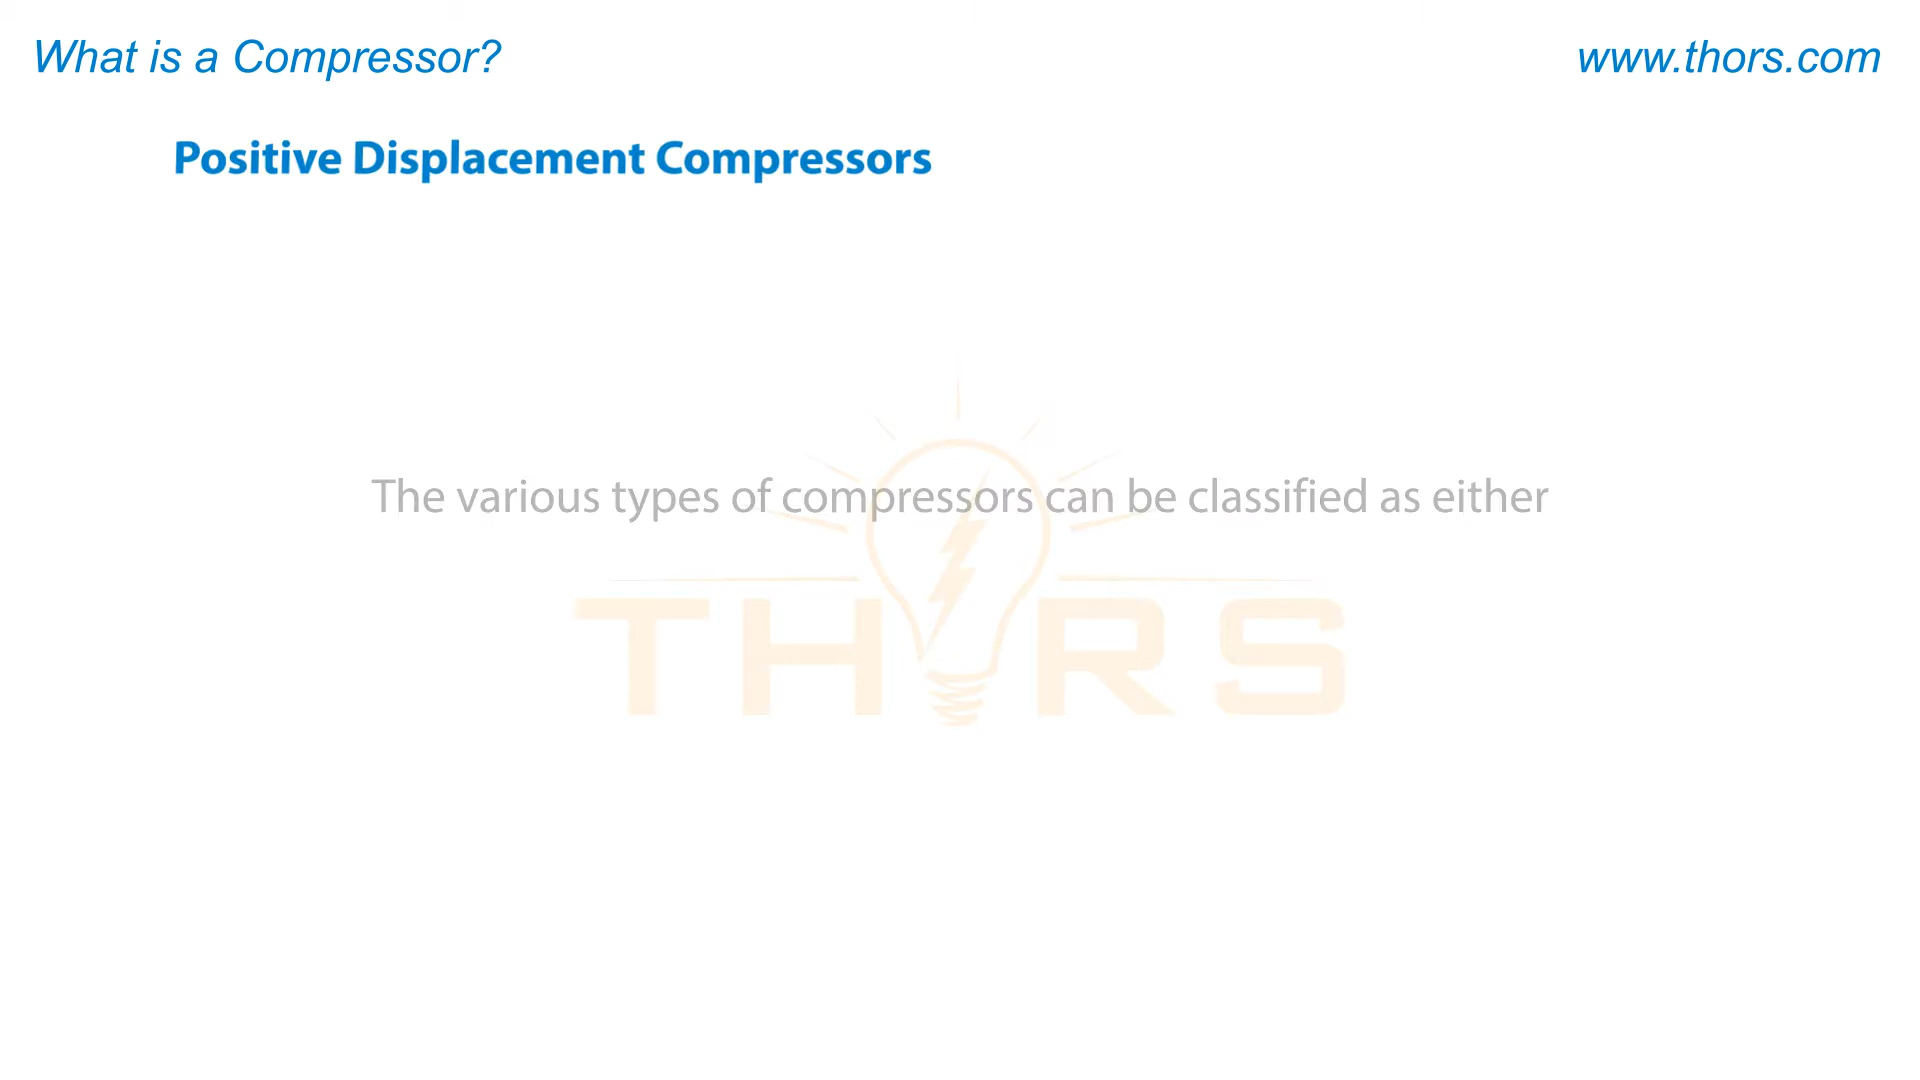 What is a Compressor?
www.thors.com
Positive Displacement Compressors
The various types of compressors can be classified as either
THORS